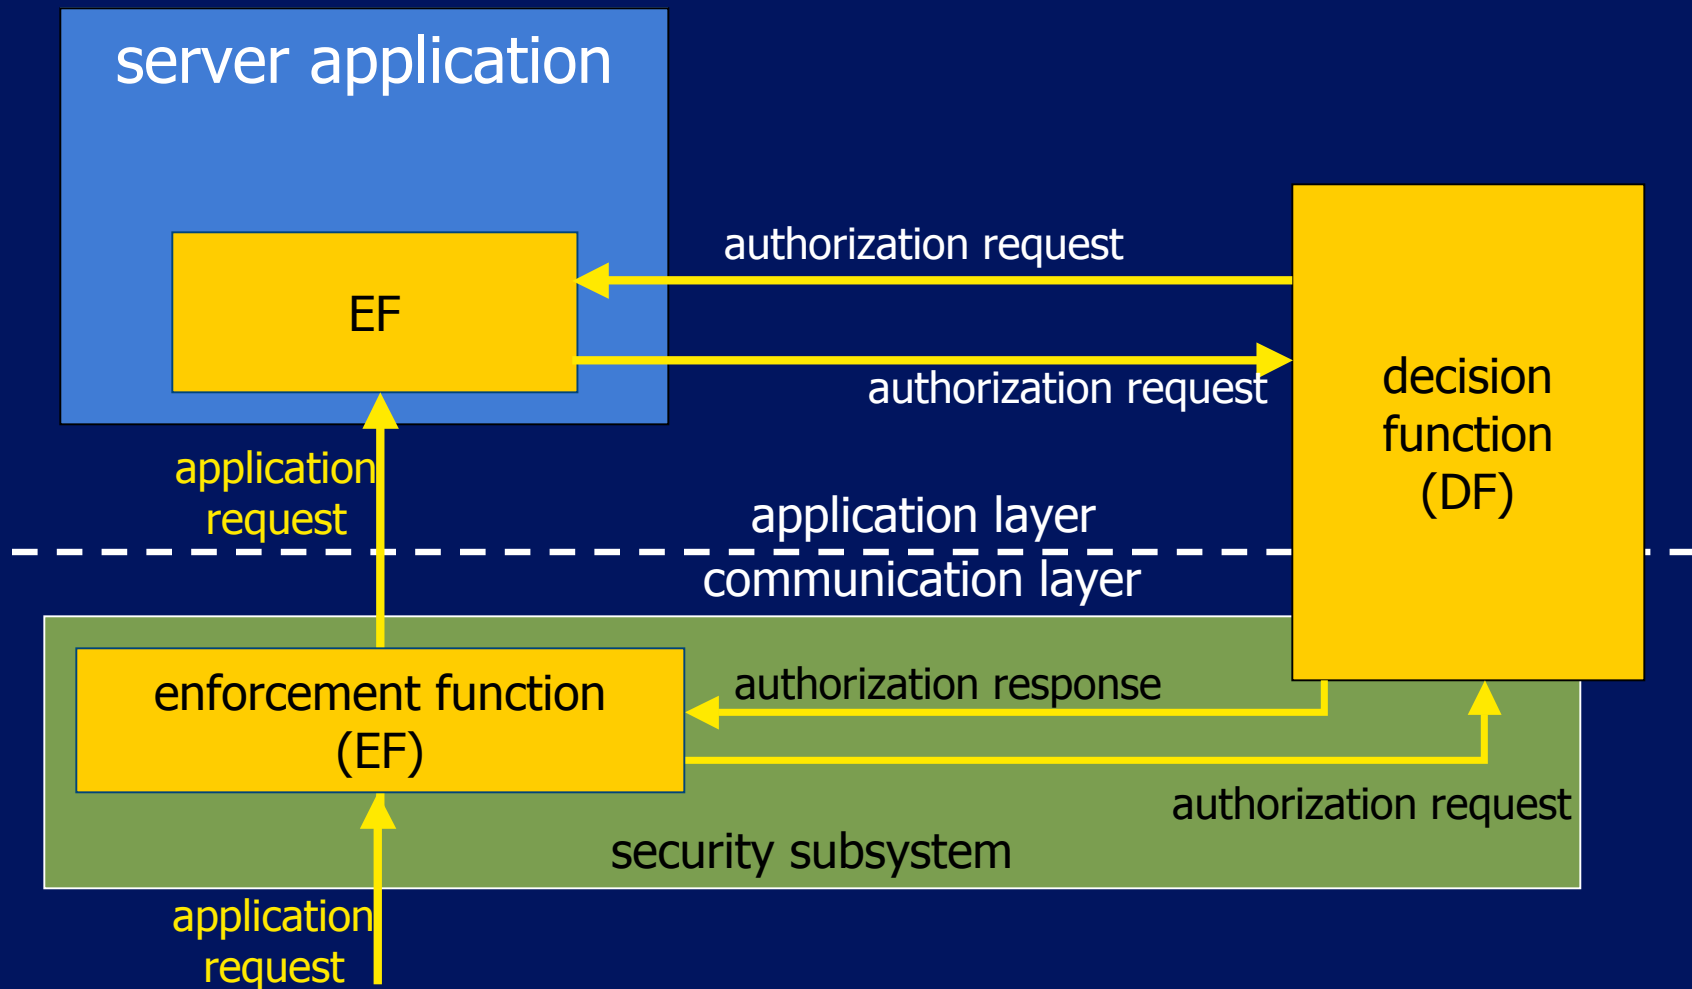 server application
authorization request
EF
authorization request
decision
function
(DF)
application
request
application layer
communication layer
enforcement function
(EF)
authorization response
authorization request
security subsystem
application
request